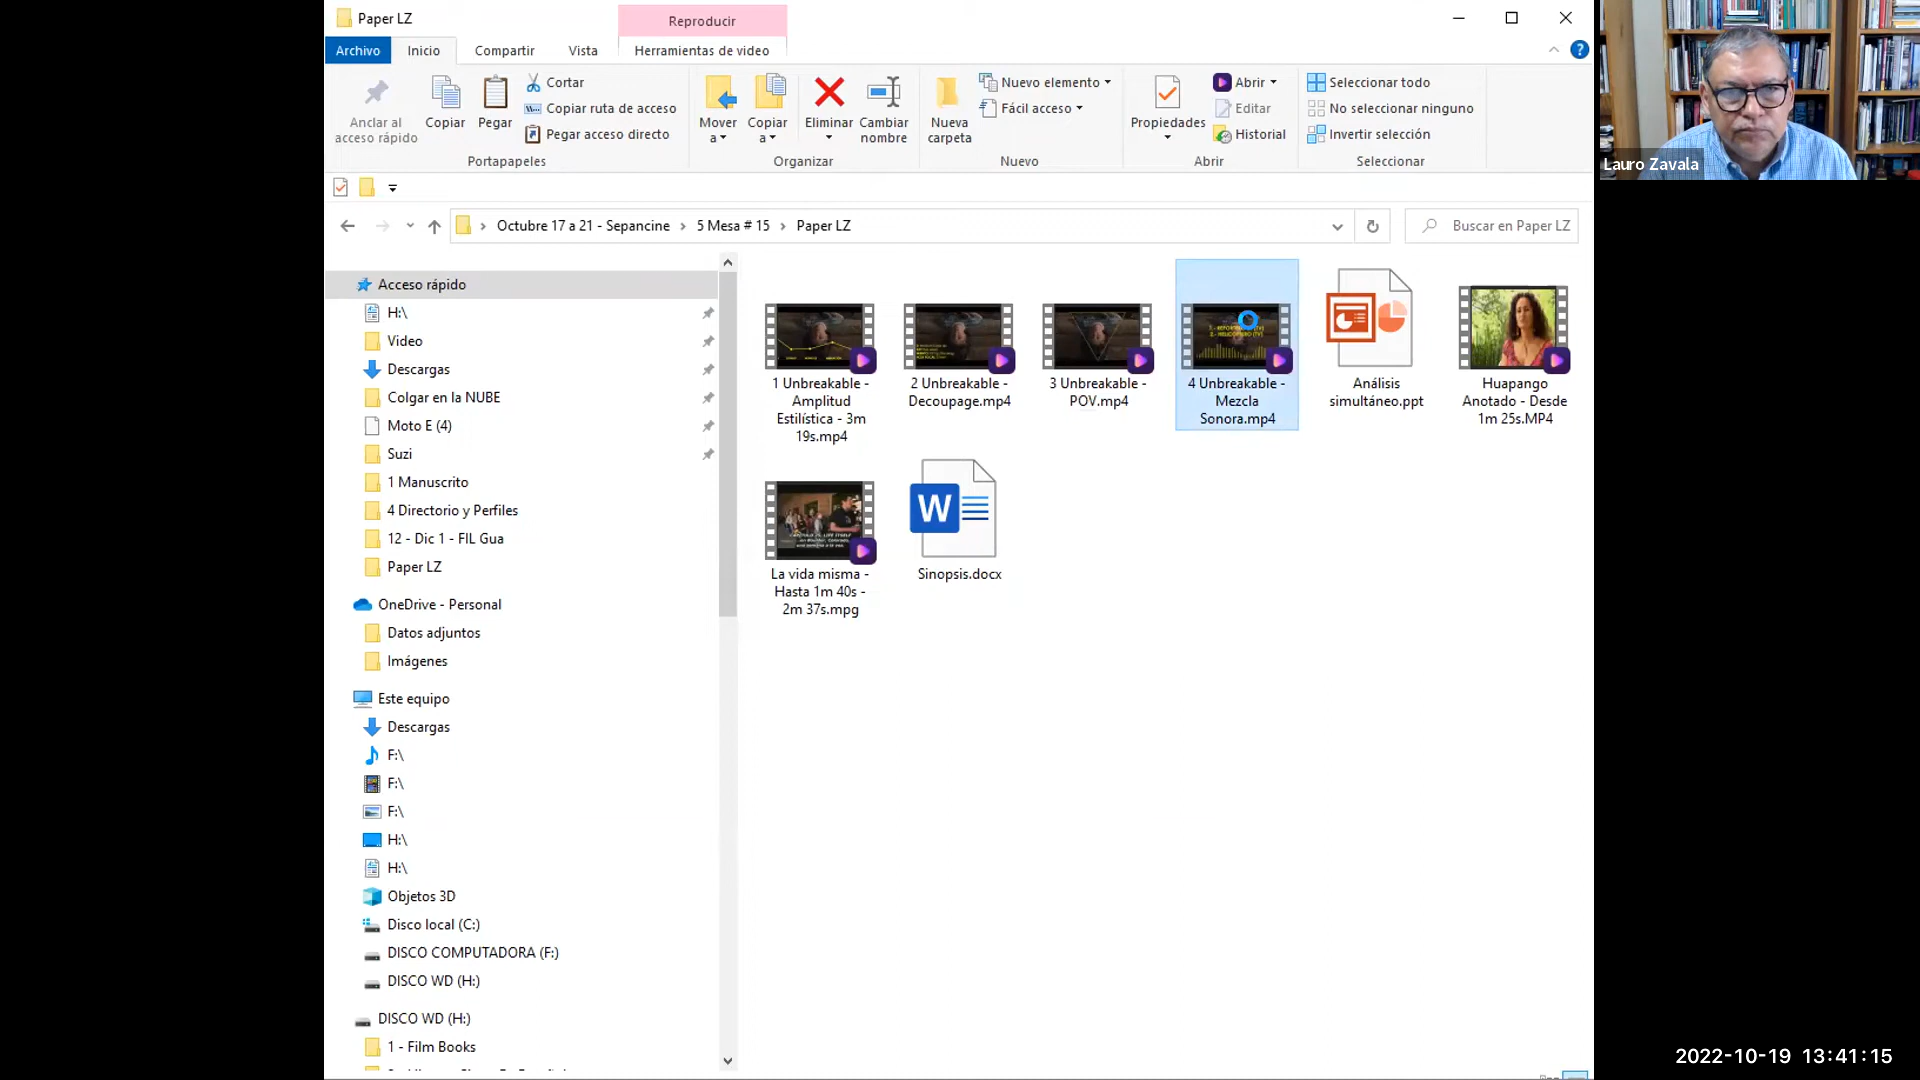 Paper LZ
Reproducir
Archivo
Inicio
Compartir
Vista
Herramientas de video
Anclar al
acceso rápido
Copiar
Pegar
Cortar
Copiar ruta de acceso
Pegar acceso directo
Portapapeles
Mover
a
Copiar
a
Eliminar
Cambiar
nombre
Organizar
Nueva
carpeta
Nuevo elemento
Fácil acceso
Nuevo
Propiedades
Abrir
Editar
Historial
Abrir
Seleccionar todo
No seleccionar ninguno
Invertir selección
Seleccionar
Octubre 17 a 21 - Sepancine
5 Mesa # 15
Paper LZ
Buscar en Paper LZ
Acceso rápido
H:\
Video
Descargas
Colgar en la NUBE
Moto E (4)
Suzi
1 Manuscrito
4 Directorio y Perfiles
12 - Dic 1 - FIL Gua
Paper LZ
OneDrive - Personal
Datos adjuntos
Imágenes
Este equipo
Descargas
F:\
F:\
F:\
H:\
H:\
Objetos 3D
Disco local (C:)
DISCO COMPUTADORA (F:)
DISCO WD (H:)
DISCO WD (H:)
1 - Film Books
1 Unbreakable -
Amplitud
Estilística - 3m
19s.mp4
2 Unbreakable -
Decoupage.mp4
3 Unbreakable -
POV.mp4
4 Unbreakable -
Mezcla
Sonora.mp4
Análisis
simultáneo.ppt
Huapango
Anotado - Desde
1m 25s.MP4
La vida misma -
Hasta 1m 40s -
2m 37s.mpg
W
Sinopsis.docx
Lauro Zavala
2022-10-19 13:41:15